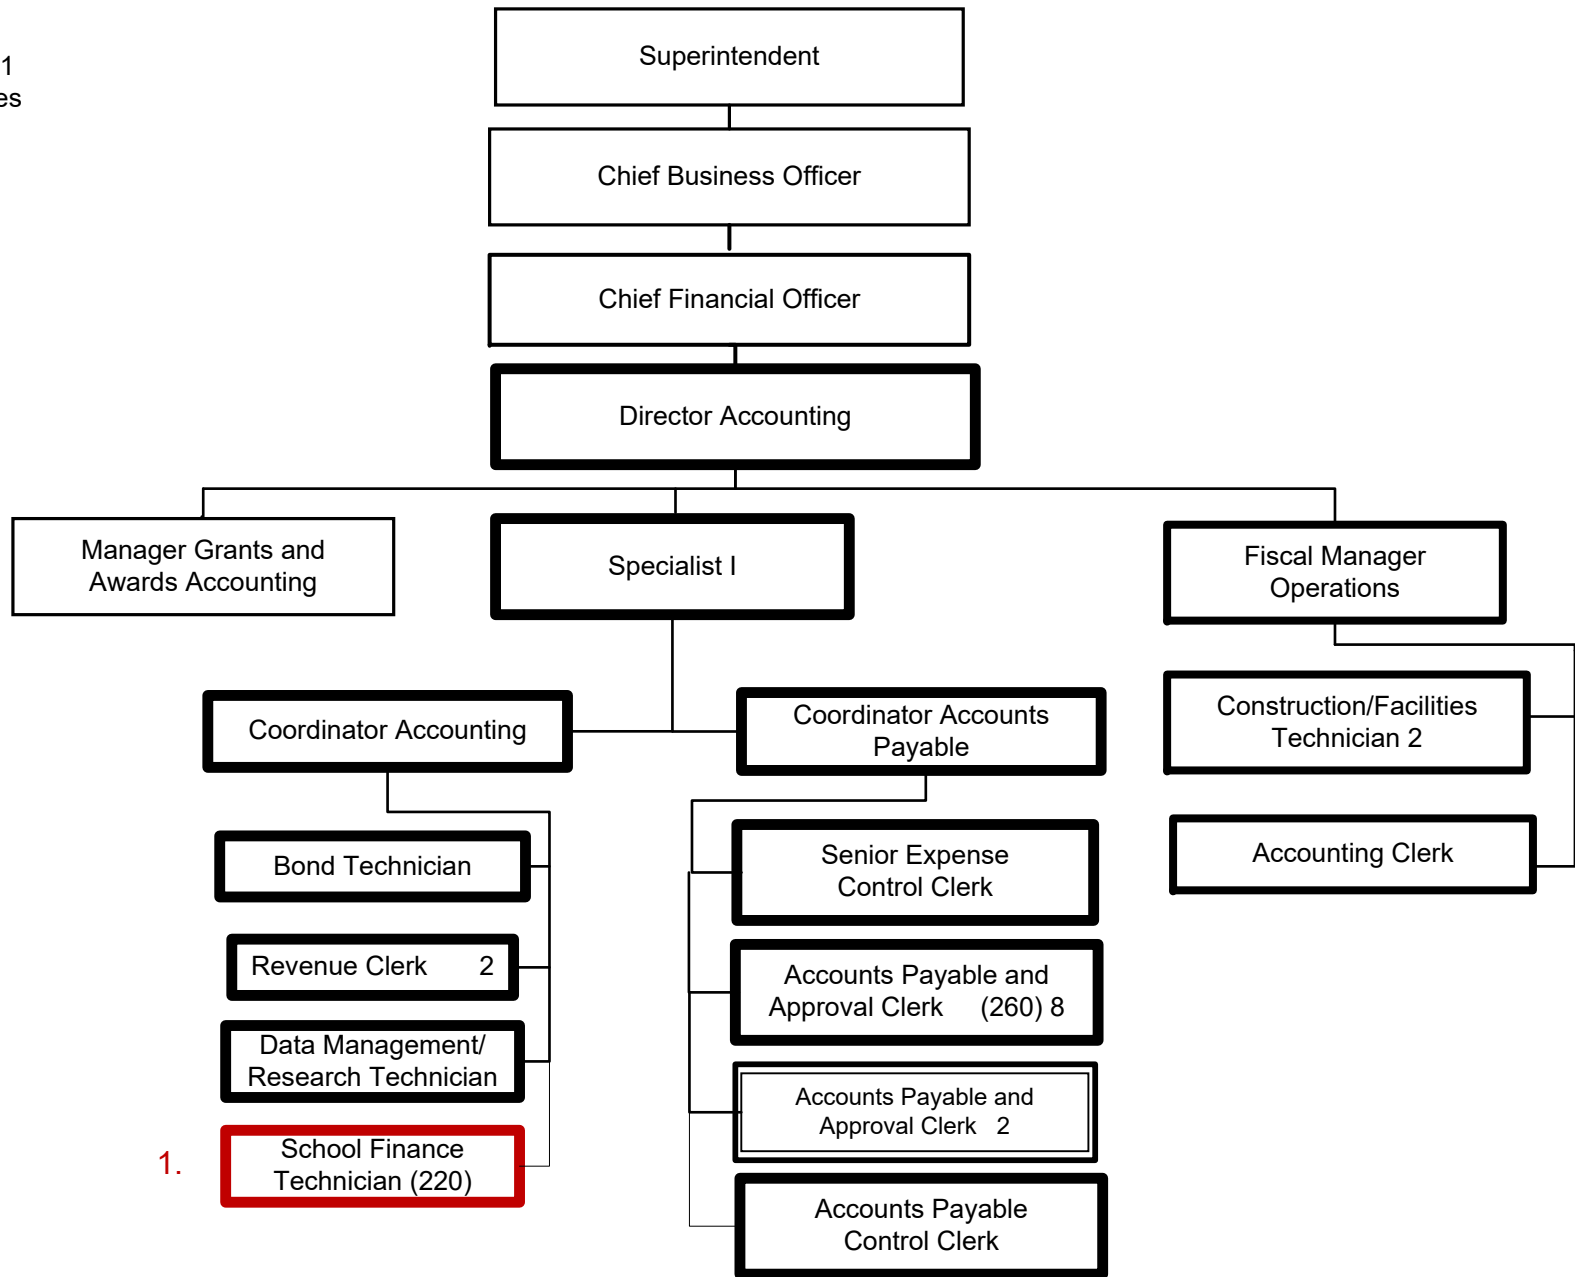 1
es
Superintendent
Chief Business Officer
Chief Financial Officer
Director Accounting
Manager Grants and
Awards Accounting
Specialist I
Fiscal Manager
Operations
Coordinator Accounting
Coordinator Accounts
Payable
Construction/Facilities
Technician 2
Bond Technician
Senior Expense
Control Clerk
Accounting Clerk
Revenue Clerk 2
Accounts Payable and
Approval Clerk (260) 8
Data Management/
Research Technician
Accounts Payable and
Approval Clerk 2
1.
School Finance
Technician (220)
Accounts Payable
Control Clerk